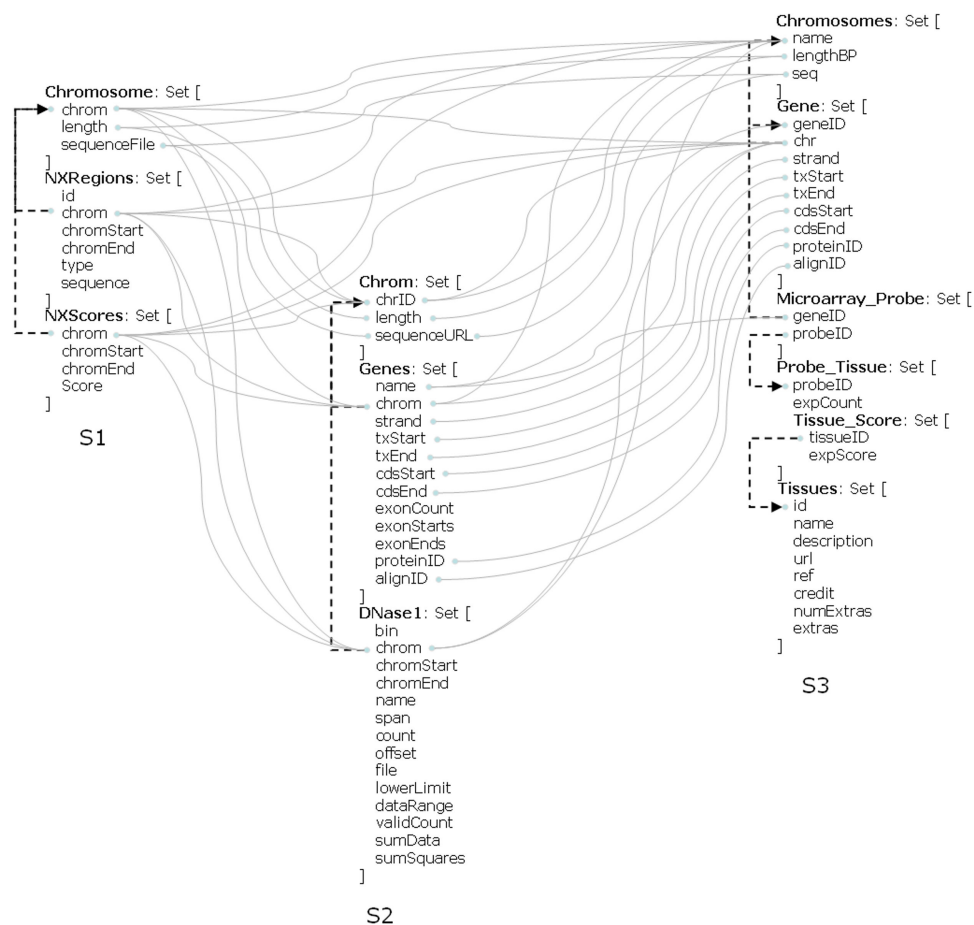 Chromosome: Set [
chrom
length
sequenceFile
]
NXRegions: Set [
id
chrom
chromStart
chromEnd
type
sequence
]
NXScores: Set [
chrom
chromStart
chromEnd
Score
]
S1
Chrom: Set [
chrID
length
sequenceURL
]
Genes: Set [
name
chrom
strand
txStart
txEnd
cdsStart
cdsEnd
exonCount
exonStarts
exonEnds
proteinID
alignID
]
DNase1: Set [
bin
chrom
chromStart
chromEnd
name
span
count
offset
file
lowerLimit
dataRange
validCount
sumData
sumSquares
]
S2
Chromosomes: Set [
name
lengthBP
seq
]
Gene: Set [
geneID
chr
strand
txStart
txEnd
cdsStart
cdsEnd
proteinID
alignID
]
Microarray_Probe: Set [
geneID
probeID
]
Probe_Tissue: Set [
probeID
expCount
Tissue_Score: Set [
tissueID
expScore
]
Tissues: Set [
id
name
description
url
ref
credit
numExtras
extras
]
S3